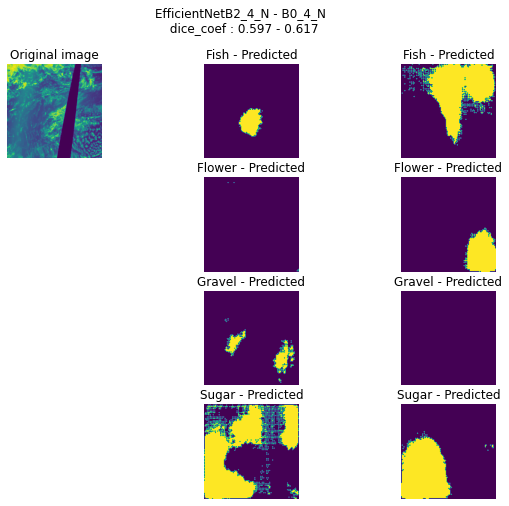 EfficientNetB2_4_N - B0_4_N
dice_coef : 0.597 - 0.617
Original image
Fish - Predicted
Fish - Predicted
Flower - Predicted
Flower - Predicted
Gravel - Predicted
Gravel - Predicted
Sugar - Predicted
Sugar - Predicted